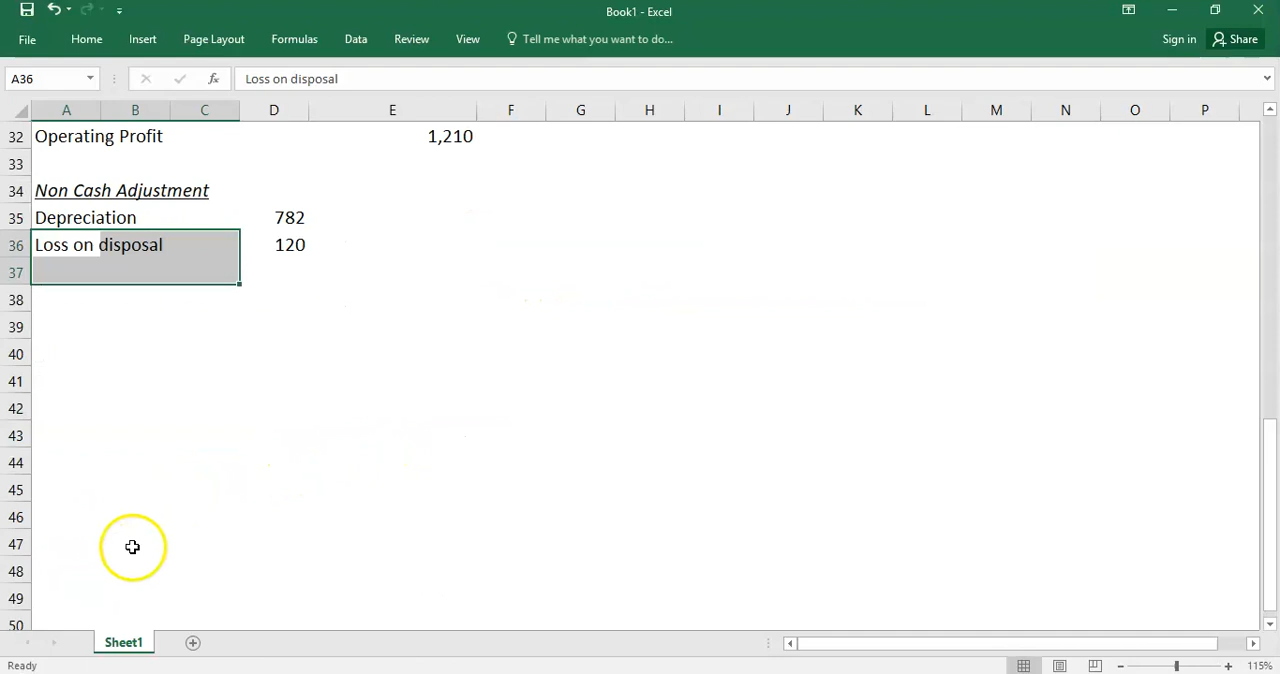 Book1 - Excel
File Home Insert Page Layout Formulas Data Review View Tell me what you want to do... Sign in Share
A36 fx Loss on disposal
A B C D E F G H I J K L M N O P
32 Operating Profit 1,210
33
34 Non Cash Adjustment
35 Depreciation 782
36 Loss on disposal 120
37
38
39
40
41
42
43
44
45
46
47
48
49
50
Sheet1
Ready 115%